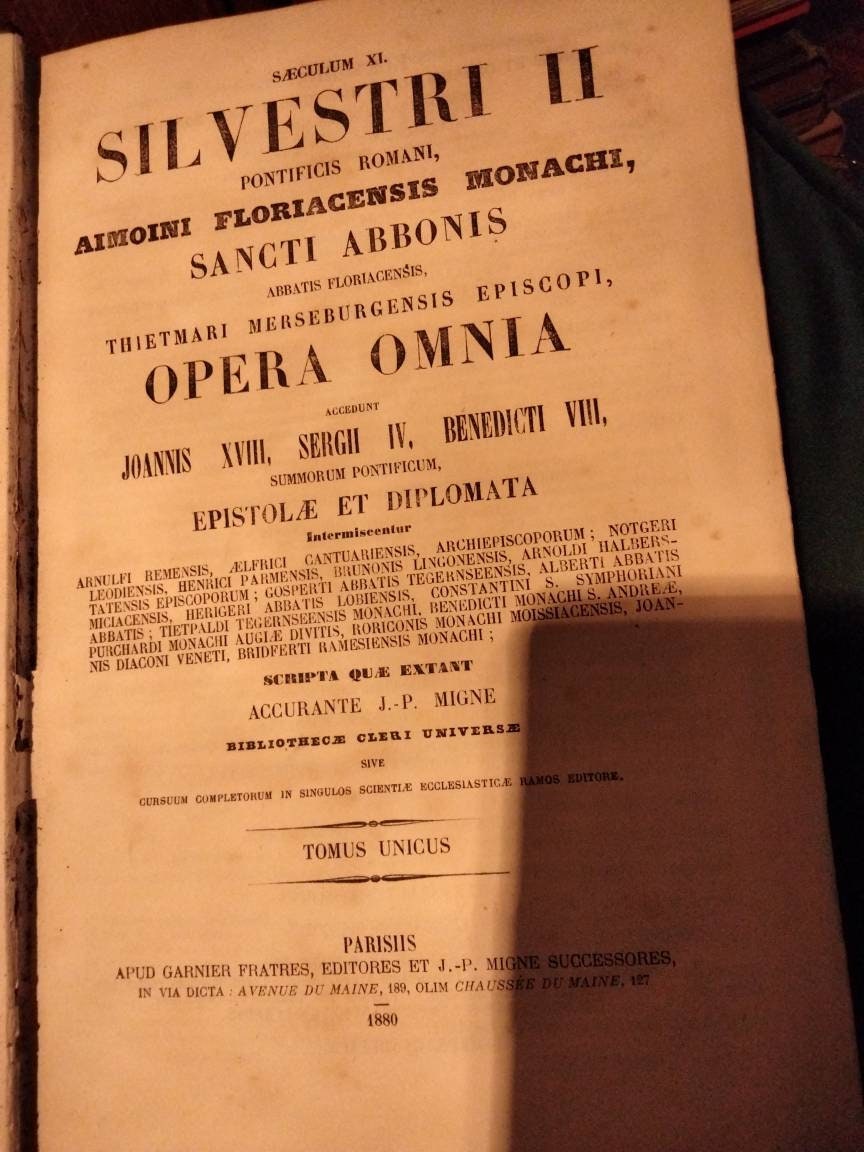 SÆCULUM XI.
SILVESTRI II
PONTIFICIS ROMANI,
AIMOINI FLORIACENSIS MONACHI,
SANCTI ABBONIS
ABBATIS FLORIACENSIS,
THIETMARI MERSEBURGENSIS EPISCOPI,
OPERA OMNIA
ACCEDUNT
JOANNIS XVIII, SERGII IV, BENEDICTI VIII,
SUMMORUM PONTIFICUM,
EPISTOLÆ ET DIPLOMATA
Intermiscentur
ARNULFI REMENSIS, ÆLFRICI CANTUARIENSIS, ARCHIEPISCOPORUM; NOTGERI
LEODIENSIS, HENRICI PARMENSIS, BRUNONIS LINGONENSIS, ARNOLDI HALBERS-
TATENSIS EPISCOPORUM; GOSPERTI ABBATIS TEGERNSEENSIS, ALBERTI ABBATIS
MICIACENSIS, HERIGERI ABBATIS LOBIENSIS, CONSTANTINI S. SYMPHORIANI
ABBATIS; TIETPALDI TEGERNSEENSIS MONACHI, BENEDICTI MONACHI S. ANDREÆ,
PURCHARDI MONACHI AUGIÆ DIVITIS, RORICONIS MONACHI MOISSIACENSIS, JOAN-
NIS DIACONI VENETI, BRIDFERTI RAMESIENSIS MONACHI;
SCRIPTA QUÆ EXTANT
ACCURANTE J.-P. MIGNE
BIBLIOTHECÆ CLERI UNIVERSÆ
SIVE
CURSUUM COMPLETORUM IN SINGULOS SCIENTIÆ ECCLESIASTICÆ RAMOS EDITORE.
TOMUS UNICUS
PARISIIS
APUD GARNIER FRATRES, EDITORES ET J.-P. MIGNE SUCCESSORES,
IN VIA DICTA : AVENUE DU MAINE, 189, OLIM CHAUSSÉE DU MAINE, 127
1880